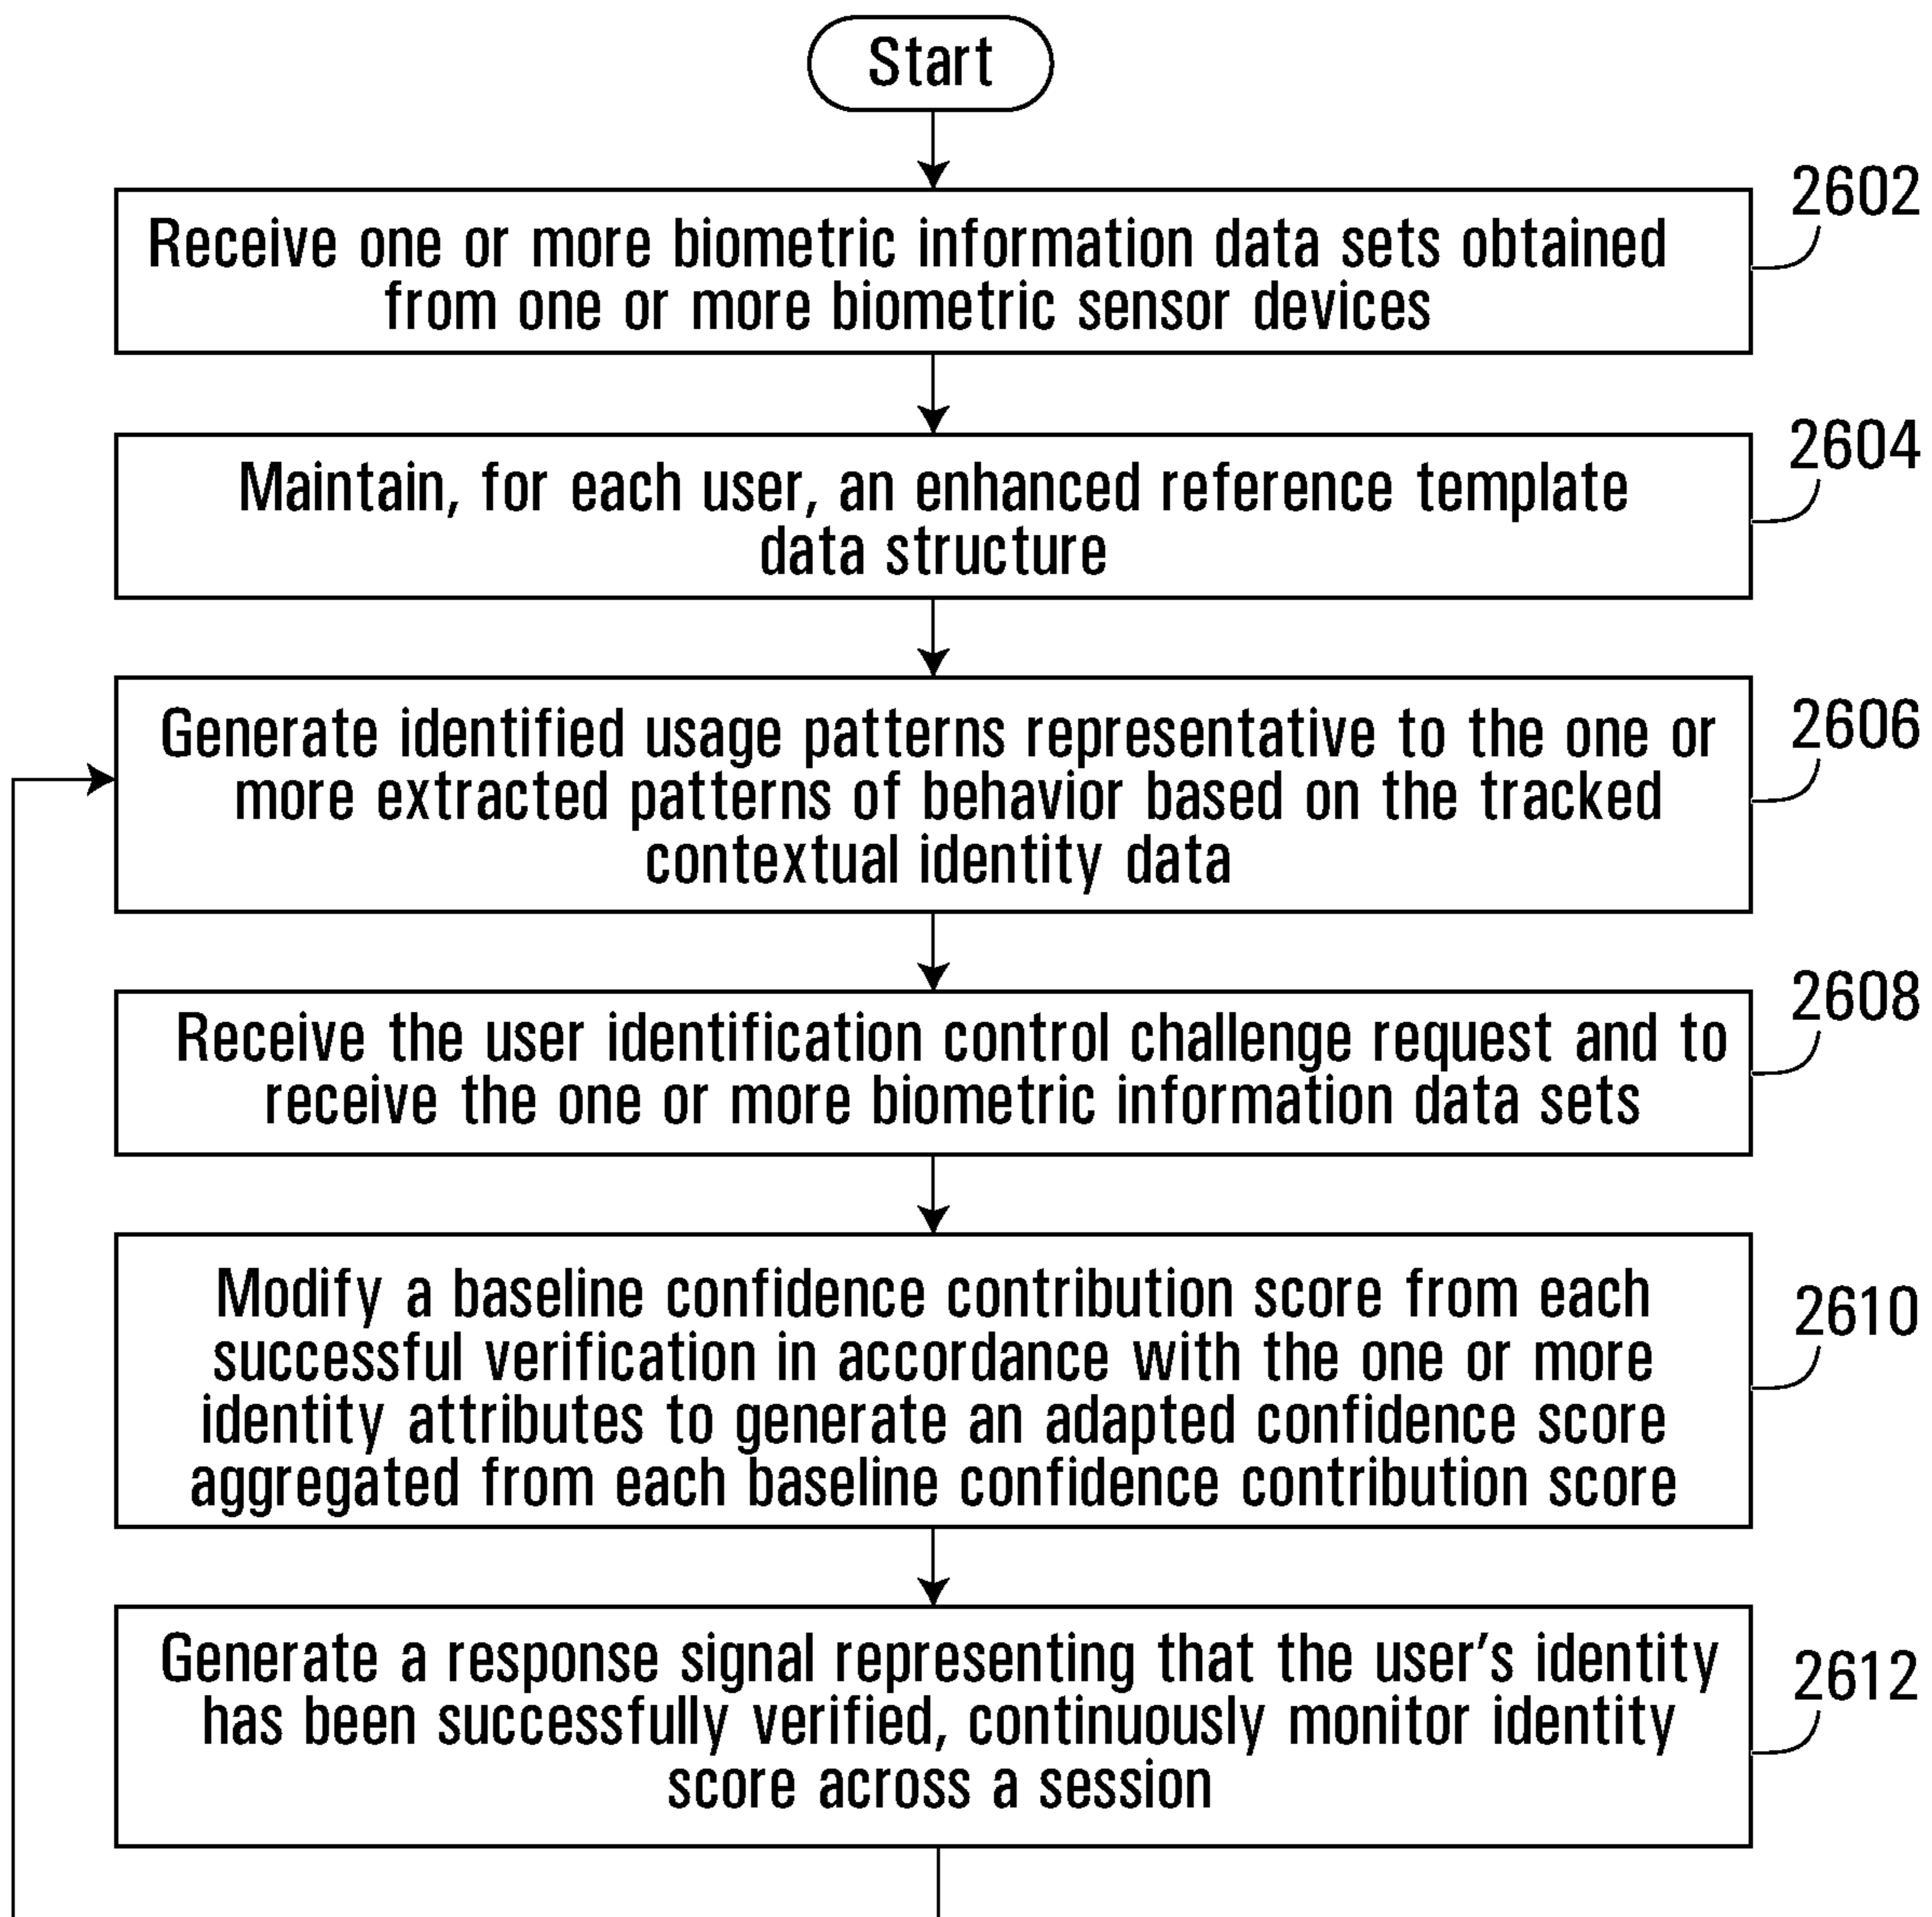 Start
2602
Receive one or more biometric information data sets obtained
from one or more biometric sensor devices
2604
Maintain, for each user, an enhanced reference template
data structure
2606
Generate identified usage patterns representative to the one or
more extracted patterns of behavior based on the tracked
contextual identity data
2608
Receive the user identification control challenge request and to
receive the one or more biometric information data sets
2610
Modify a baseline confidence contribution score from each
successful verification in accordance with the one or more
identity attributes to generate an adapted confidence score
aggregated from each baseline confidence contribution score
2612
Generate a response signal representing that the user's identity
has been successfully verified, continuously monitor identity
score across a session